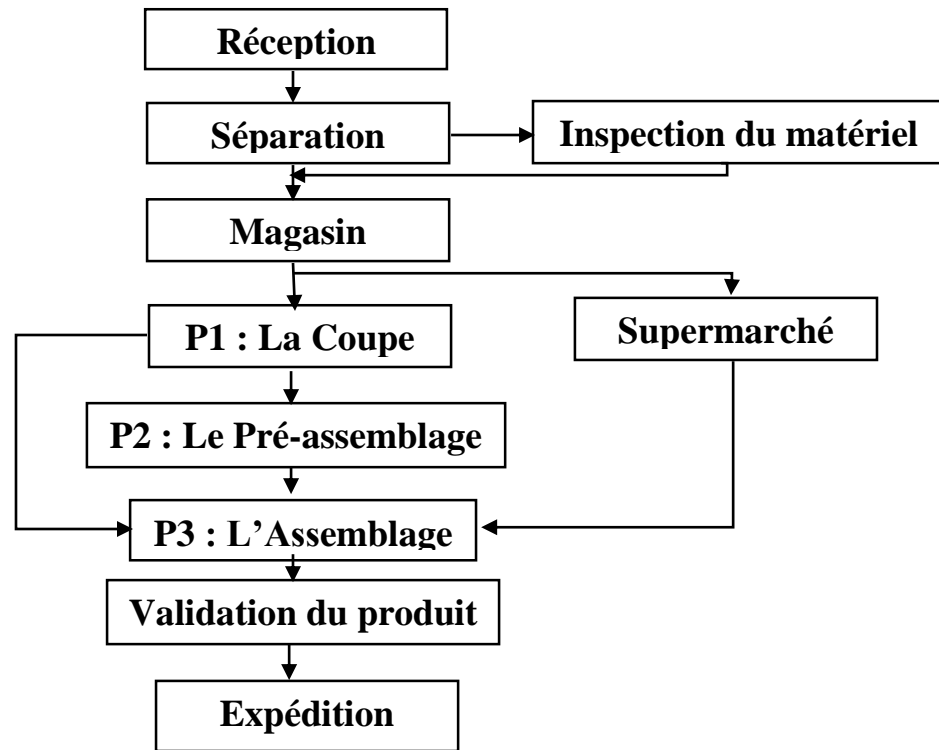 Réception
Séparation
Inspection du matériel
Magasin
P1 : La Coupe
Supermarché
P2 : Le Pré-assemblage
P3 : L’Assemblage
Validation du produit
Expédition